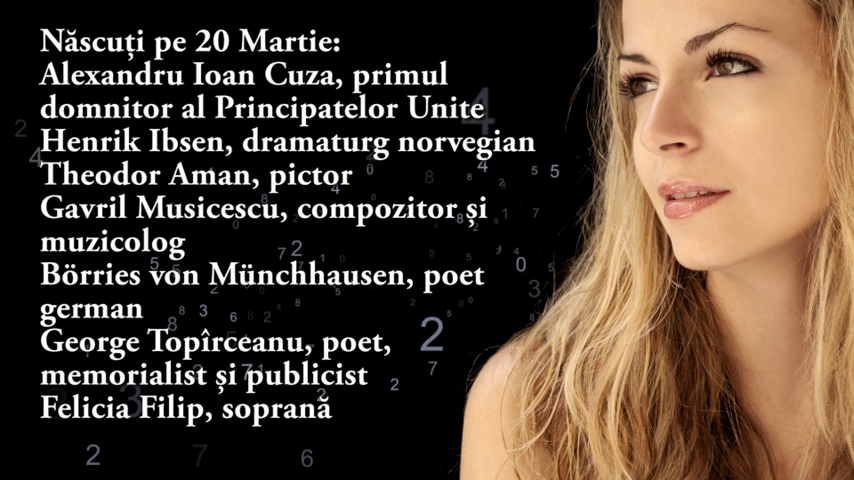 Născuți pe 20 Martie:
Alexandru Ioan Cuza, primul
domnitor al Principatelor Unite
Henrik Ibsen, dramaturg norvegian
Theodor Aman, pictor
Gavril Musicescu, compozitor și
muzicolog
Börries von Münchhausen, poet
german
George Topîrceanu, poet,
memorialist și publicist
Felicia Filip, soprană